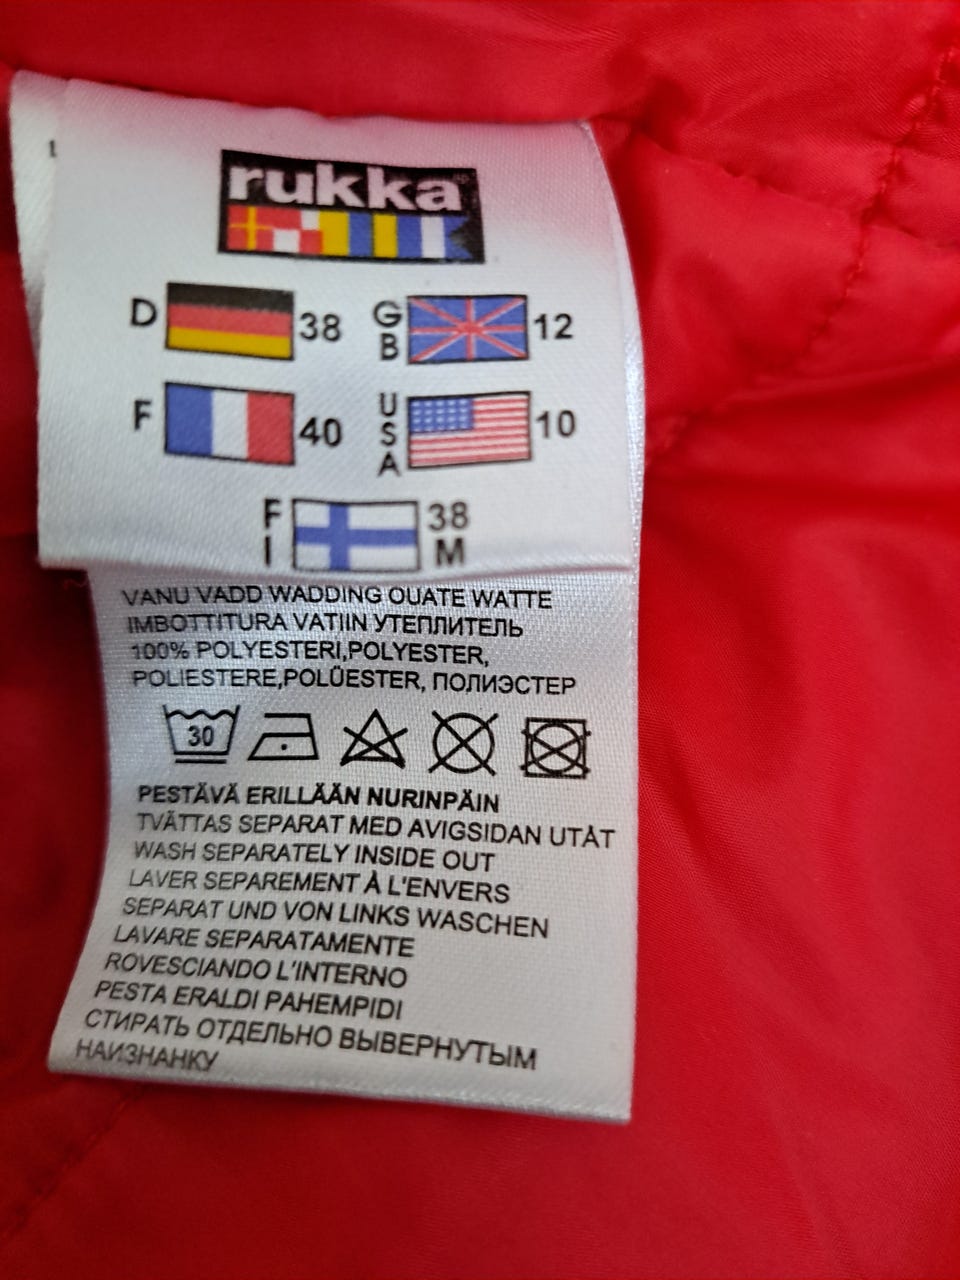 rukka
D 38
GB 12
F 40
USA 10
FI 38
M
VANU VADD WADDING OUATE WATTE
IMBOTTITURA VATIIN УТЕПЛИТЕЛЬ
100% POLYESTERI,POLYESTER,
POLIESTERE,POLÜESTER, ПОЛИЭСТЕР
30
PESTÄVÄ ERILLÄÄN NURINPÄIN
TVÄTTAS SEPARAT MED AVIGSIDAN UTÅT
WASH SEPARATELY INSIDE OUT
LAVER SEPAREMENT À L'ENVERS
SEPARAT UND VON LINKS WASCHEN
LAVARE SEPARATAMENTE
ROVESCIANDO L'INTERNO
PESTA ERALDI PAHEMPIDI
СТИРАТЬ ОТДЕЛЬНО ВЫВЕРНУТЫМ
НАИЗНАНКУ